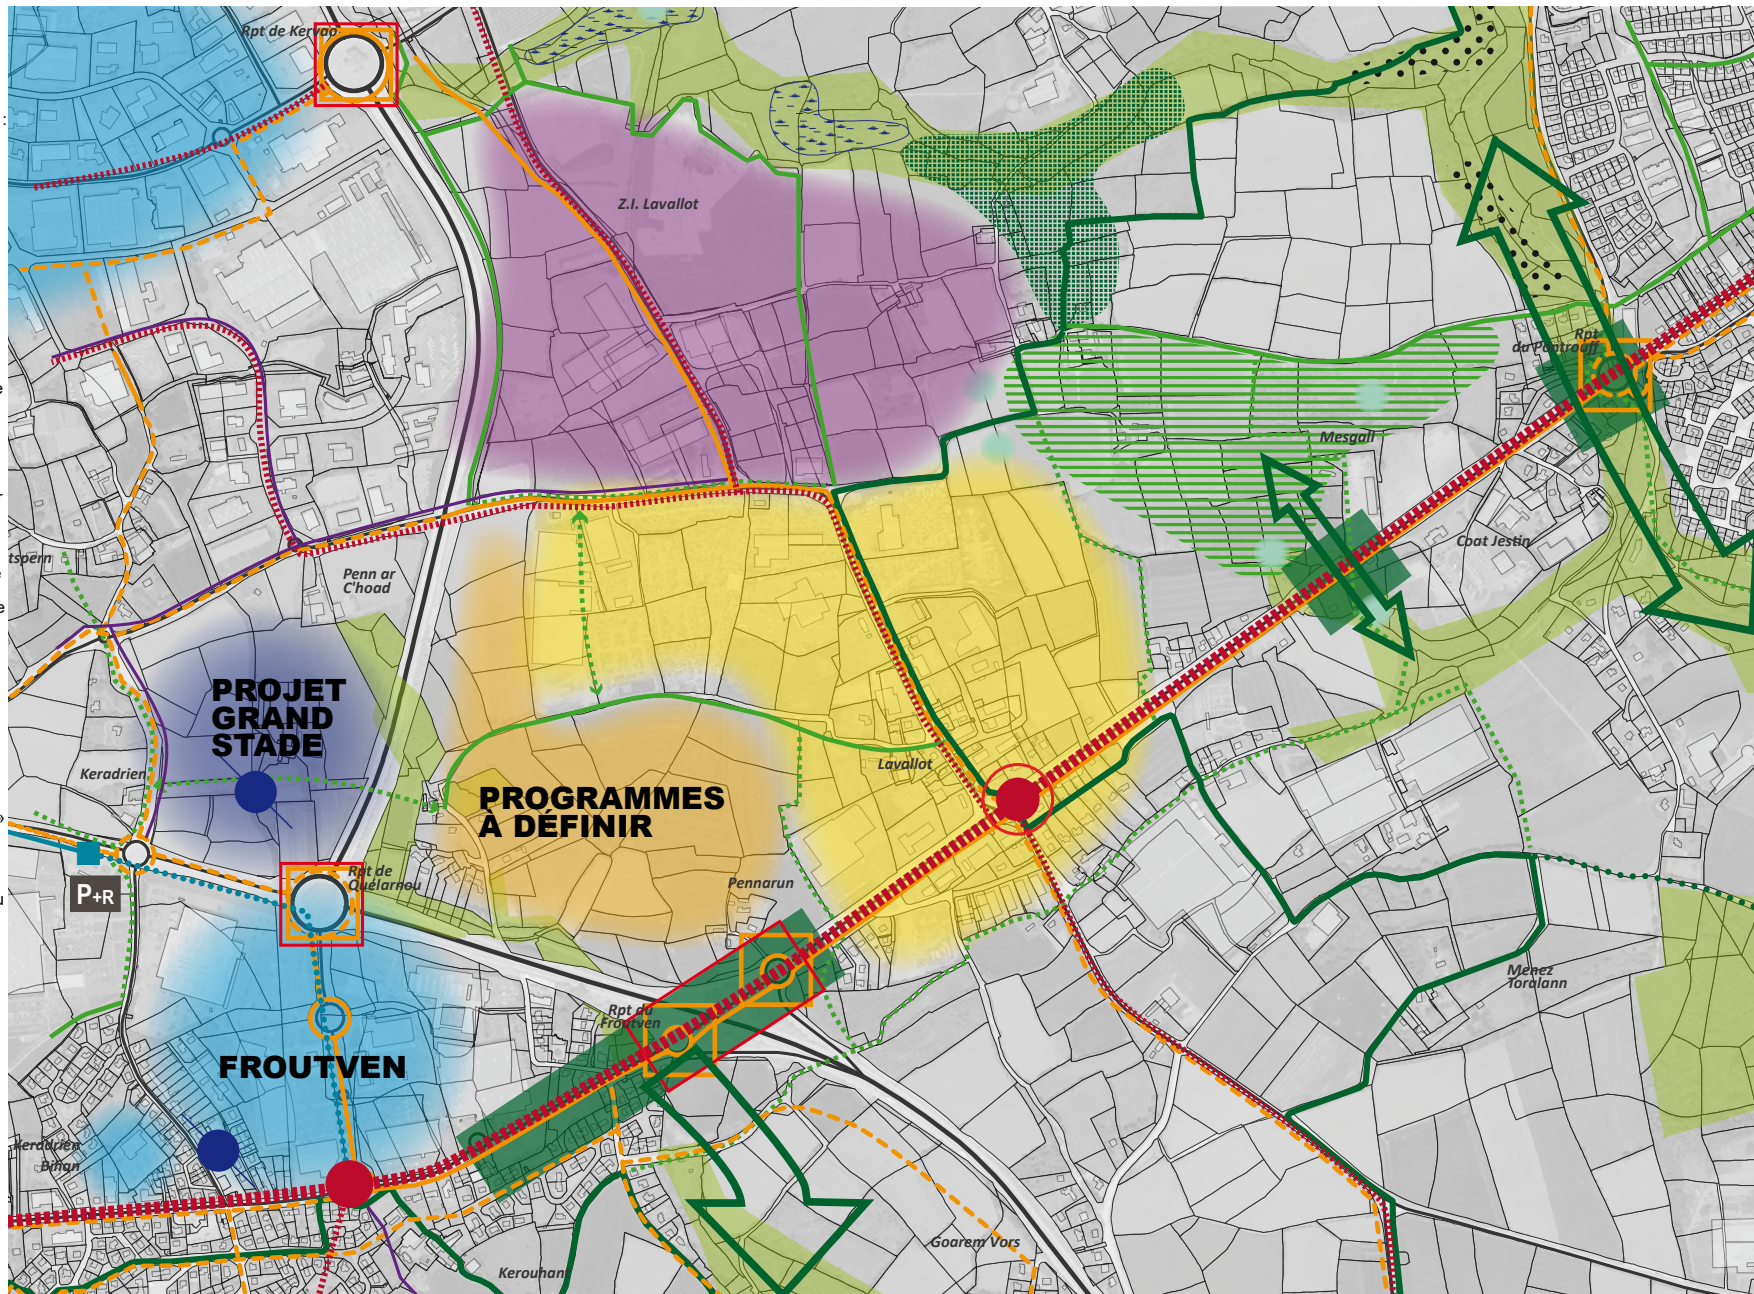 Rpt de Kervao
:
Z.I. Lavallot
Rpt
du Pontrouff
e
Mesgall
r
Coat Jestin
tspern
Penn ar
C'hoad
e
PROJET
GRAND
STADE
Keradrien
Lavallot
PROGRAMMES
À DÉFINIR
»
Rpt de
Quélarnou
P+R
Pennarun
u
Menez
Toralann
Rpt du
Froutven
FROUTVEN
Keradrien
Bihan
Goarem Vors
Kerouhant